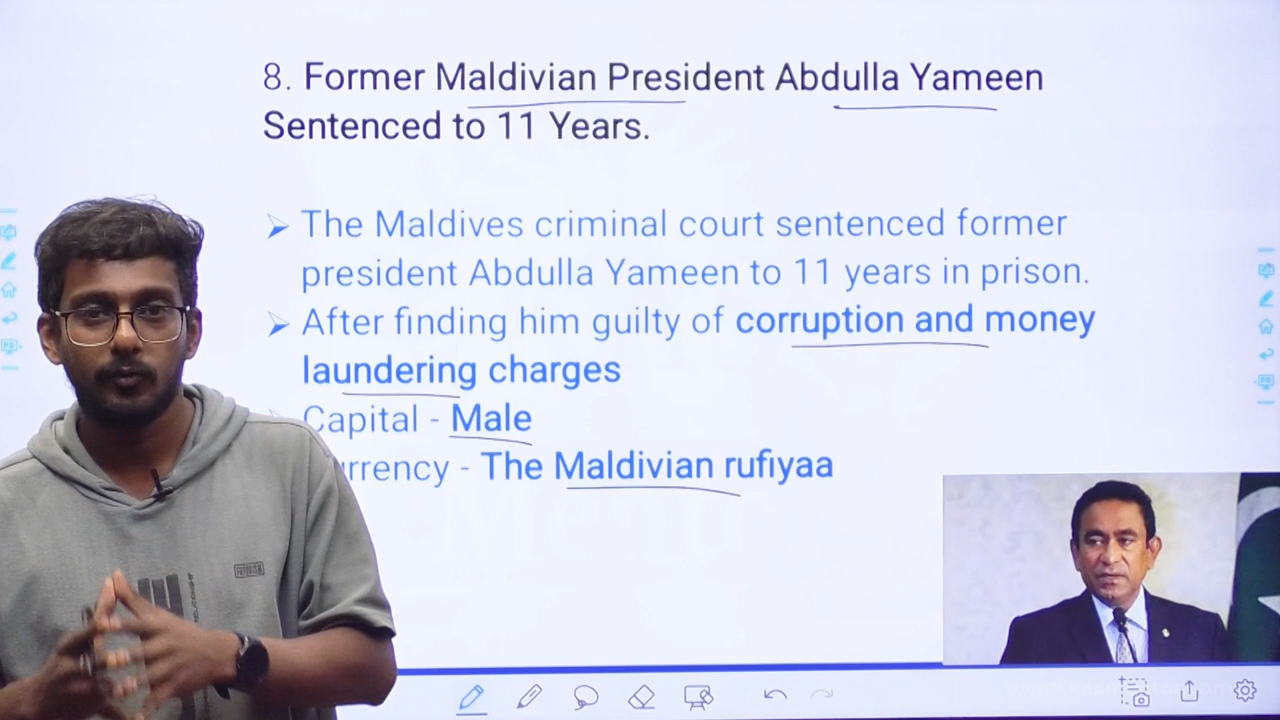 8. Former Maldivian President Abdulla Yameen
Sentenced to 11 Years.
The Maldives criminal court sentenced former
president Abdulla Yameen to 11 years in prison.
After finding him guilty of corruption and money
laundering charges
Capital - Male
rrency - The Maldivian rufiyaa